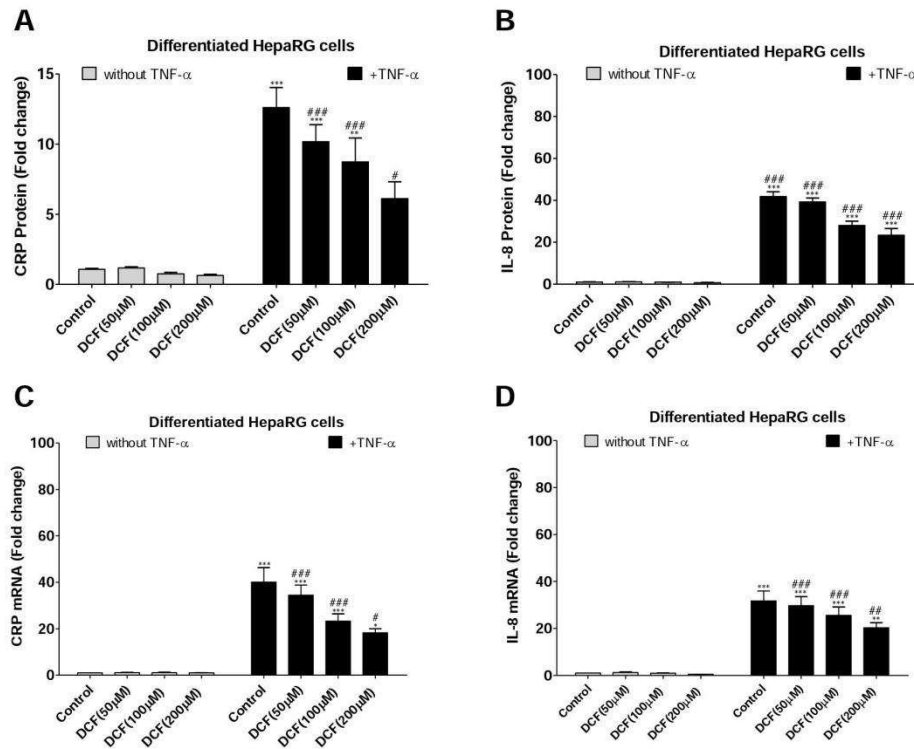 A
Differentiated HepaRG cells
without TNF-α
+TNF-α
CRP Protein (Fold change)
15
10
5
0
***
###
***
###
**
#
Control
DCF(50µM)
DCF(100µM)
DCF(200µM)
Control
DCF(50µM)
DCF(100µM)
DCF(200µM)
B
Differentiated HepaRG cells
without TNF-α
+TNF-α
IL-8 Protein (Fold change)
100
80
60
40
20
0
###
***
###
***
###
***
###
***
Control
DCF(50µM)
DCF(100µM)
DCF(200µM)
Control
DCF(50µM)
DCF(100µM)
DCF(200µM)
C
Differentiated HepaRG cells
without TNF-α
+TNF-α
CRP mRNA (Fold change)
100
80
60
40
20
0
***
###
***
###
***
#
*
Control
DCF(50µM)
DCF(100µM)
DCF(200µM)
Control
DCF(50µM)
DCF(100µM)
DCF(200µM)
D
Differentiated HepaRG cells
without TNF-α
+TNF-α
IL-8 mRNA (Fold change)
100
80
60
40
20
0
***
###
***
###
***
##
**
Control
DCF(50µM)
DCF(100µM)
DCF(200µM)
Control
DCF(50µM)
DCF(100µM)
DCF(200µM)